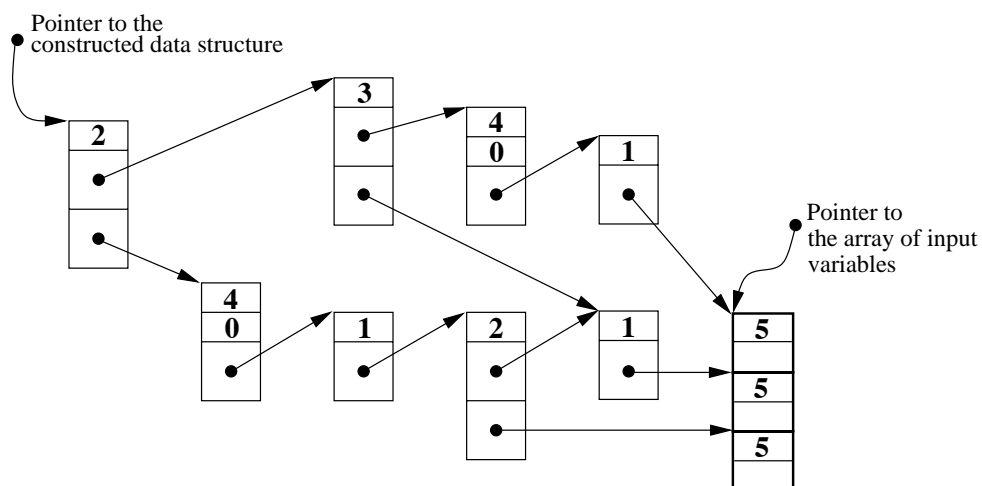 Pointer to the
constructed data structure
2
3
4
0
1
Pointer to
the array of input
variables
4
0
1
2
1
5
5
5